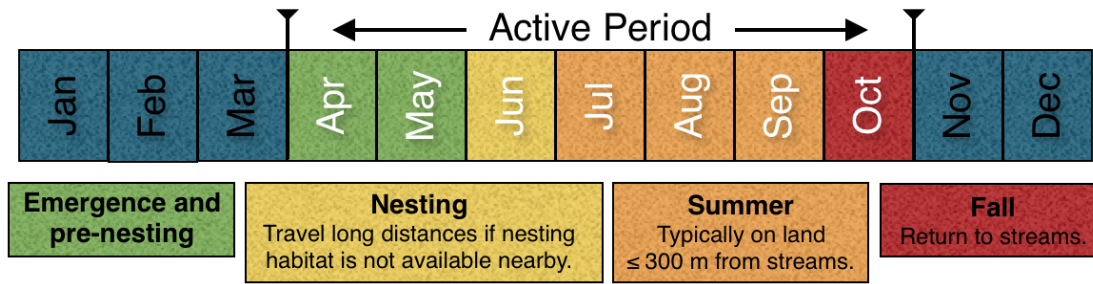 Active Period
Jan
Feb
Mar
Apr
May
Jun
Jul
Aug
Sep
Oct
Nov
Dec
Emergence and
pre-nesting
Nesting
Travel long distances if nesting
habitat is not available nearby.
Summer
Typically on land
≤ 300 m from streams.
Fall
Return to streams.